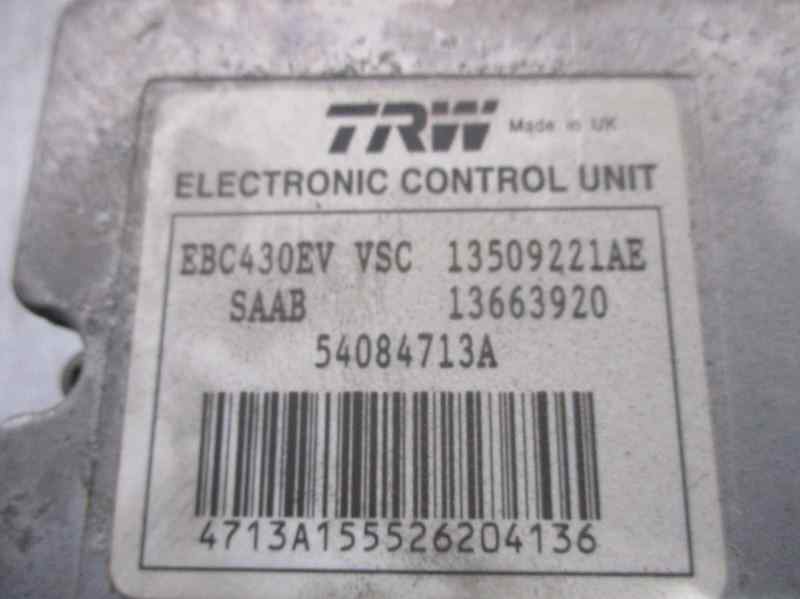 TRW Made in UK
ELECTRONIC CONTROL UNIT
EBC430EV VSC 13509221AE
SAAB 13663920
54084713A
4713A155526204136